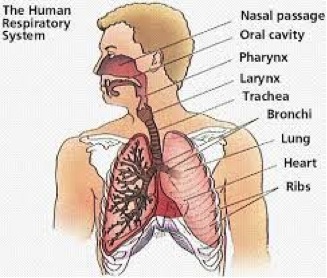 The Human
Respiratory
System
Nasal passage
Oral cavity
Pharynx
Larynx
Trachea
Bronchi
Lung
Heart
Ribs